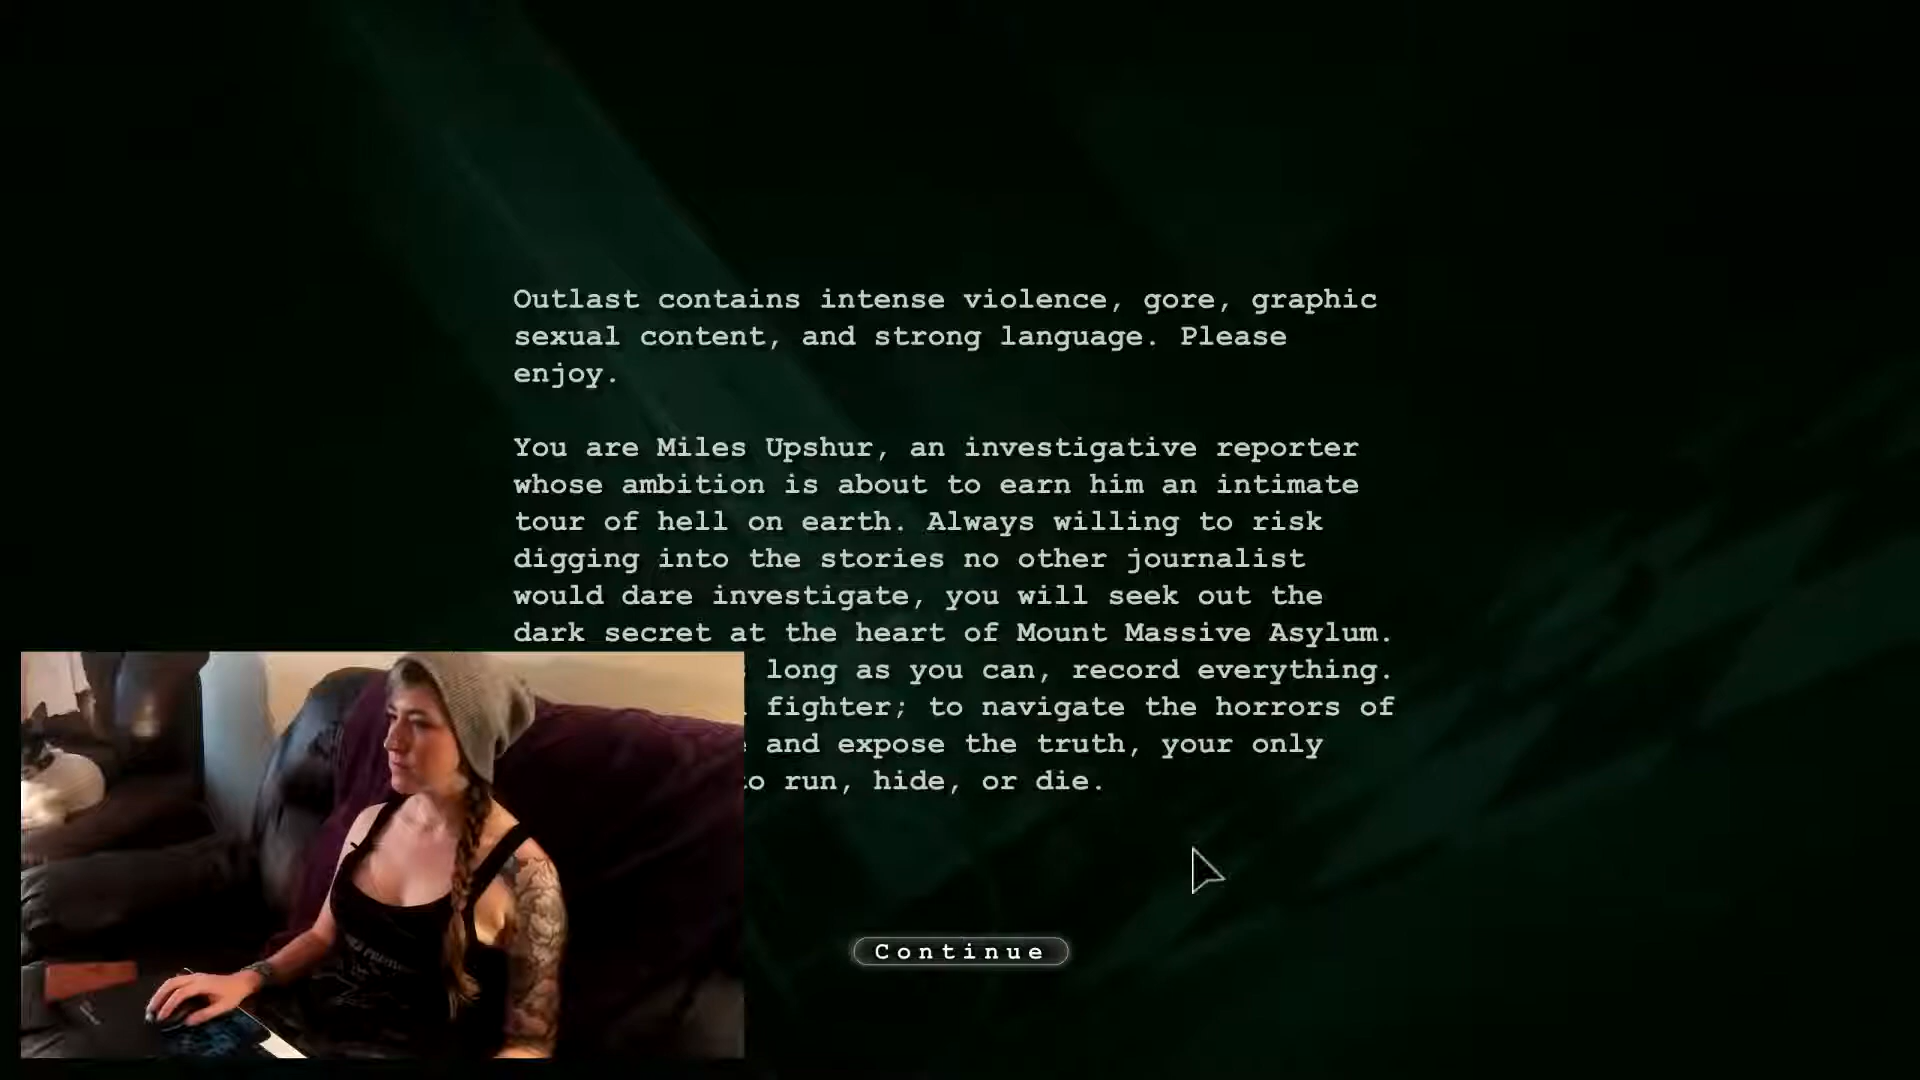 Outlast contains intense violence, gore, graphic
sexual content, and strong language. Please
enjoy.
You are Miles Upshur, an investigative reporter
whose ambition is about to earn him an intimate
tour of hell on earth. Always willing to risk
digging into the stories no other journalist
would dare investigate, you will seek out the
dark secret at the heart of Mount Massive Asylum.
long as you can, record everything.
fighter; to navigate the horrors of
and expose the truth, your only
to run, hide, or die.
Continue